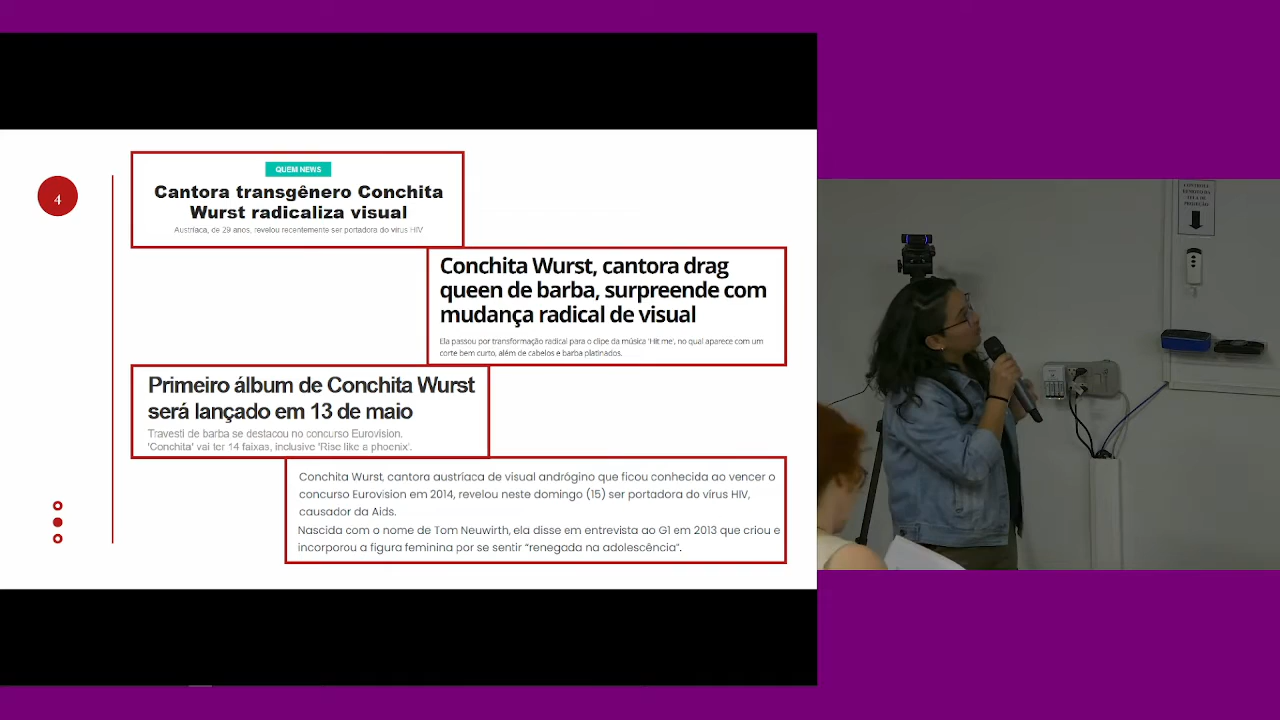 4
QUEM NEWS
Cantora transgênero Conchita
Wurst radicaliza visual
Austríaca, de 29 anos, revelou recentemente ser portadora do vírus HIV
Conchita Wurst, cantora drag
queen de barba, surpreende com
mudança radical de visual
Ela passou por transformação radical para o clipe da música 'Hit me', no qual aparece com um
corte bem curto, além de cabelos e barba platinados.
Primeiro álbum de Conchita Wurst
será lançado em 13 de maio
Travesti de barba se destacou no concurso Eurovision.
'Conchita' vai ter 14 faixas, inclusive 'Rise like a phoenix'.
Conchita Wurst, cantora austríaca de visual andrógino que ficou conhecida ao vencer o
concurso Eurovision em 2014, revelou neste domingo (15) ser portadora do vírus HIV,
causador da Aids.
Nascida com o nome de Tom Neuwirth, ela disse em entrevista ao G1 em 2013 que criou e
incorporou a figura feminina por se sentir “renegada na adolescência”.
CONTROLE
TELA DE
PROJEÇÃO